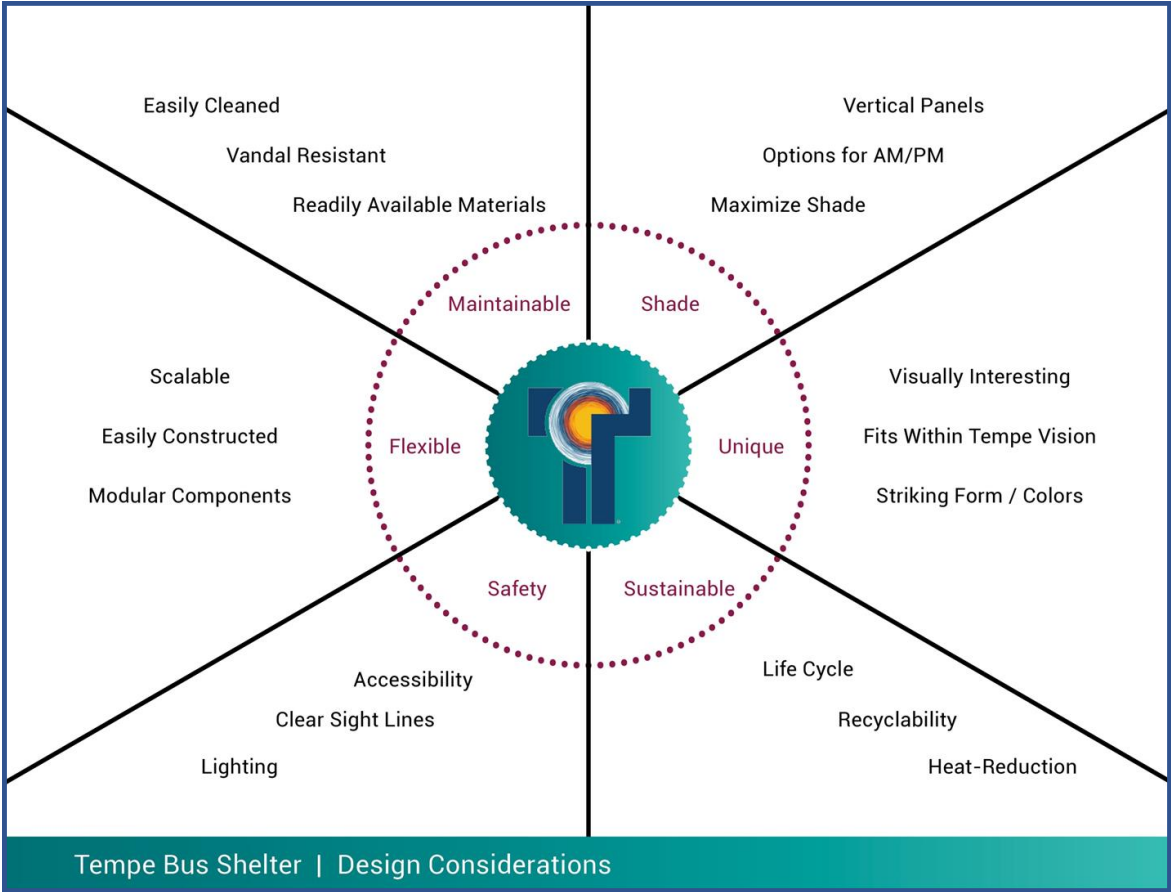 Easily Cleaned
Vandal Resistant
Readily Available Materials
Maintainable
Vertical Panels
Options for AM/PM
Maximize Shade
Shade
Scalable
Easily Constructed
Modular Components
Flexible
Visually Interesting
Fits Within Tempe Vision
Striking Form / Colors
Unique
Safety
Accessibility
Clear Sight Lines
Lighting
Sustainable
Life Cycle
Recyclability
Heat-Reduction
Tempe Bus Shelter | Design Considerations